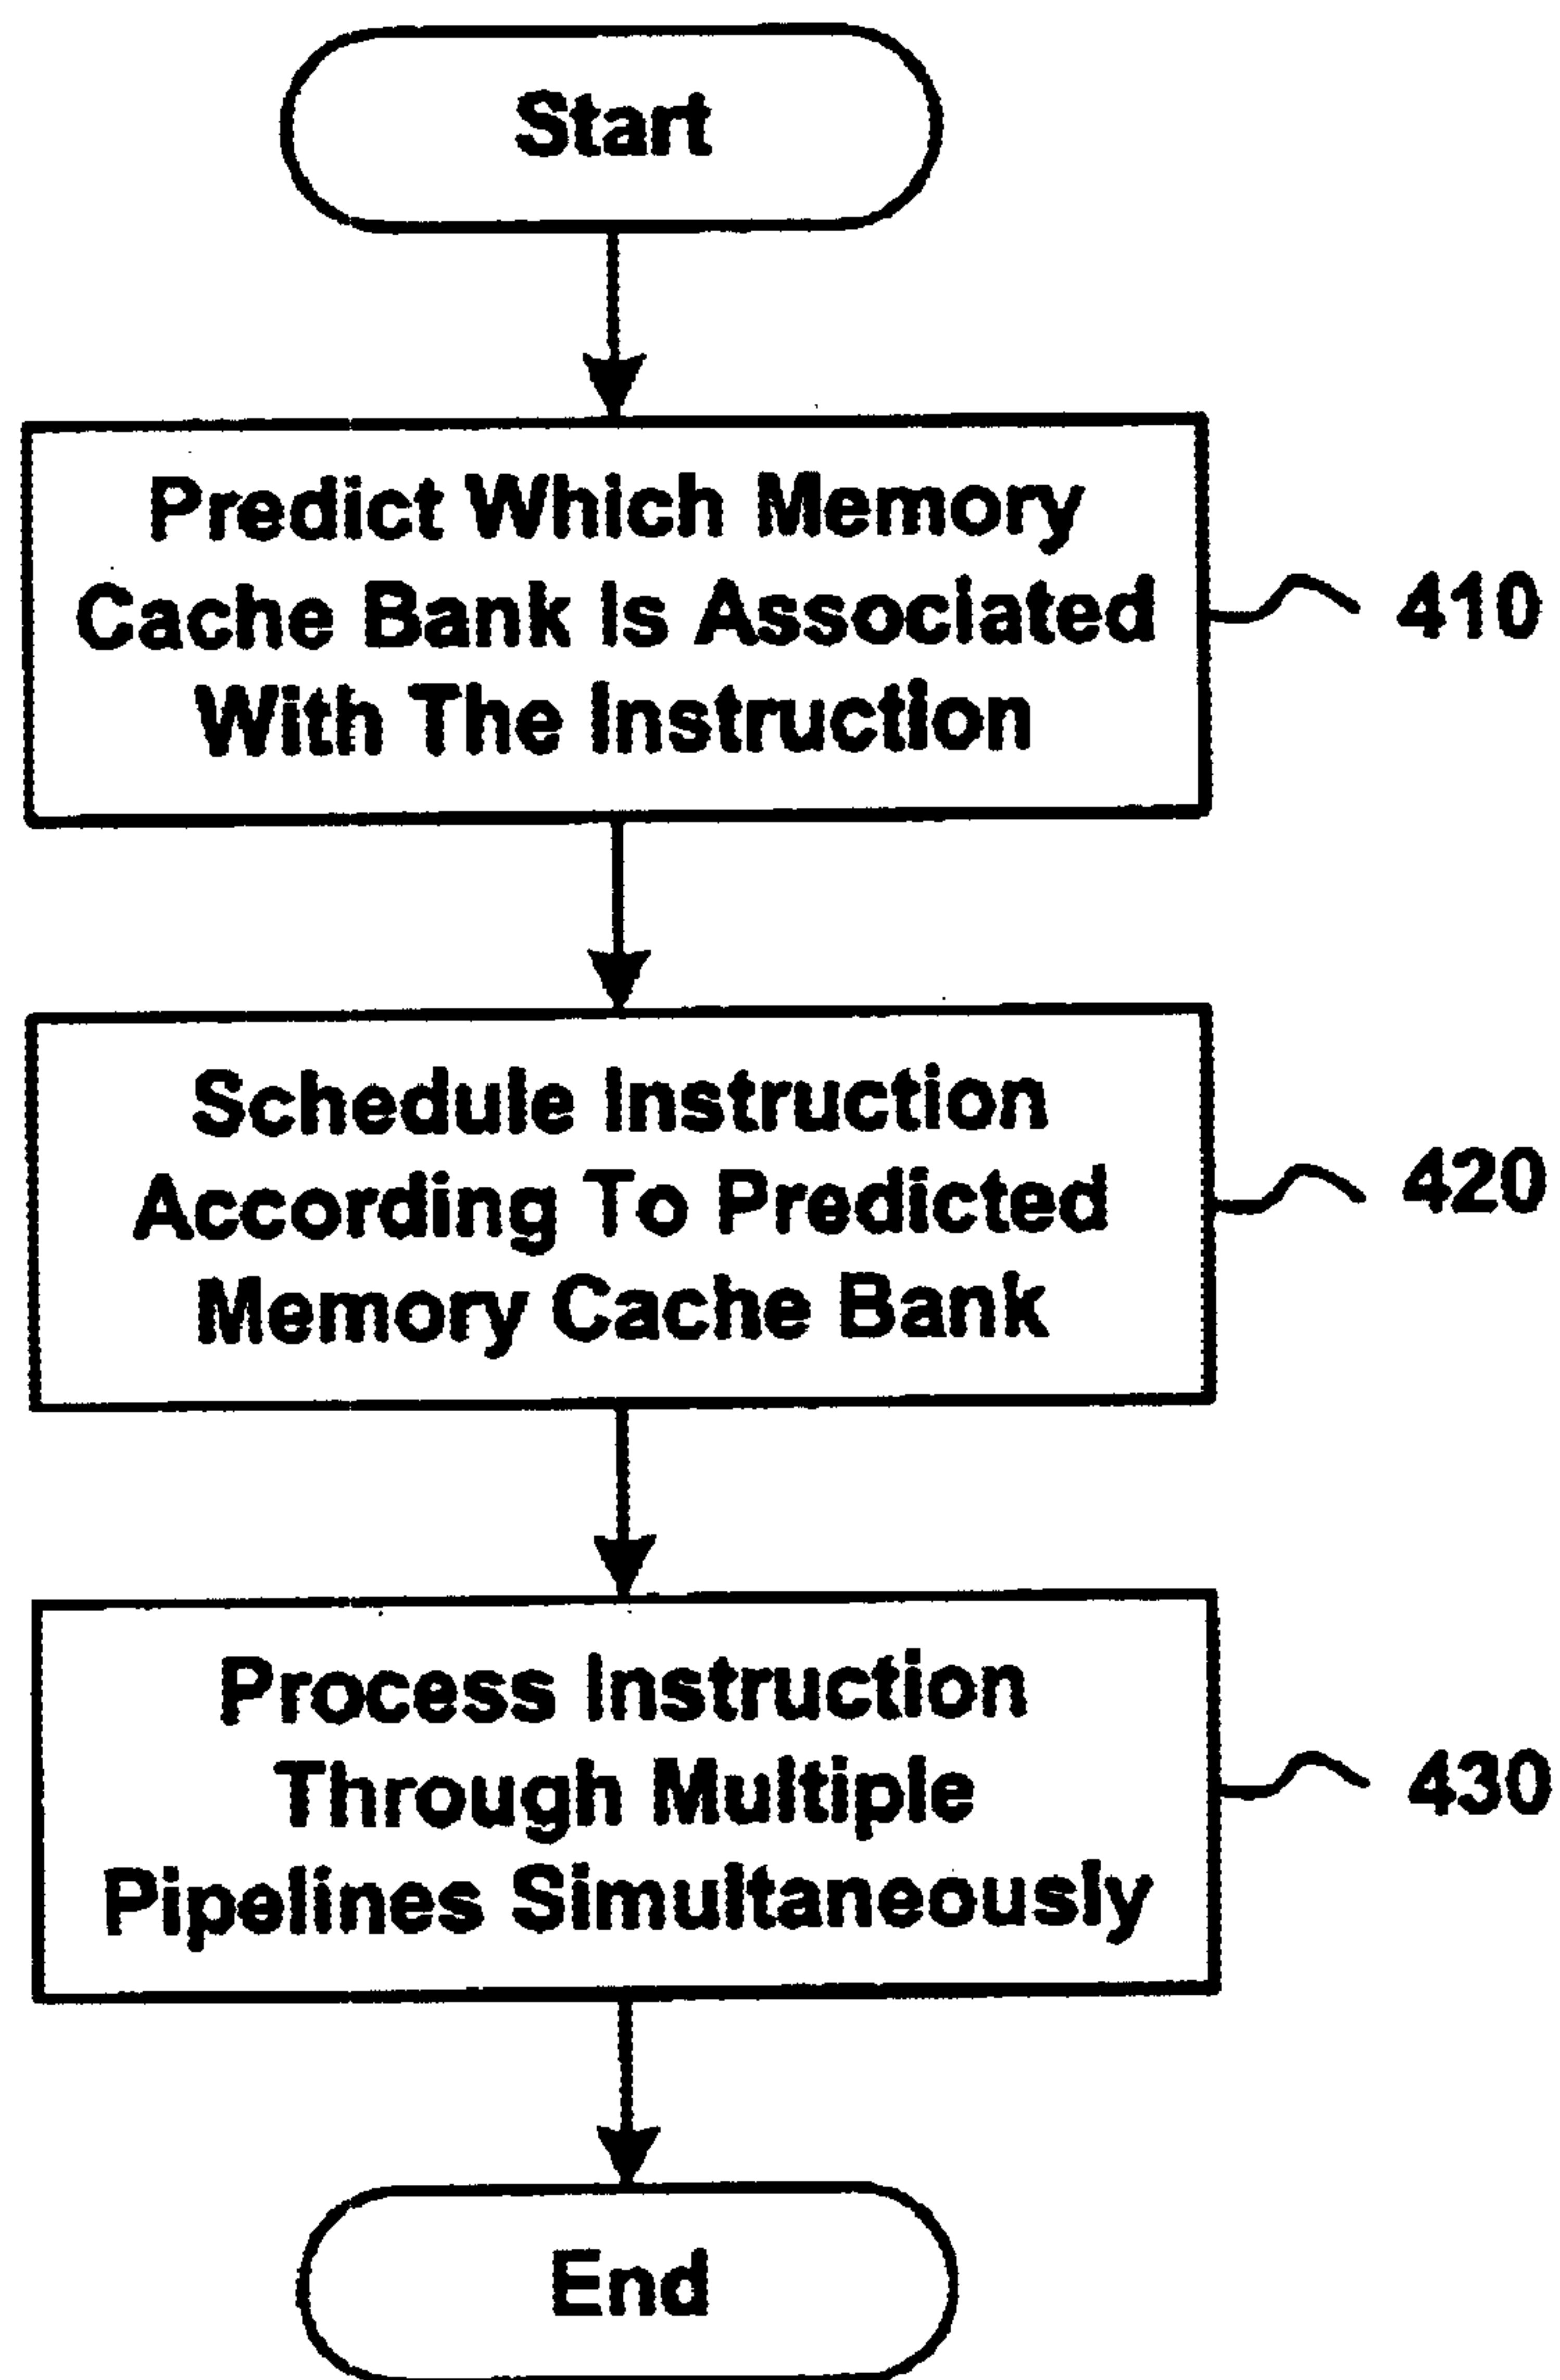 Start
Predict Which Memory
Cache Bank Is Associated
With The Instruction
410
Schedule Instruction
According To Predicted
Memory Cache Bank
420
Process Instruction
Through Multiple
Pipelines Simultaneously
430
End